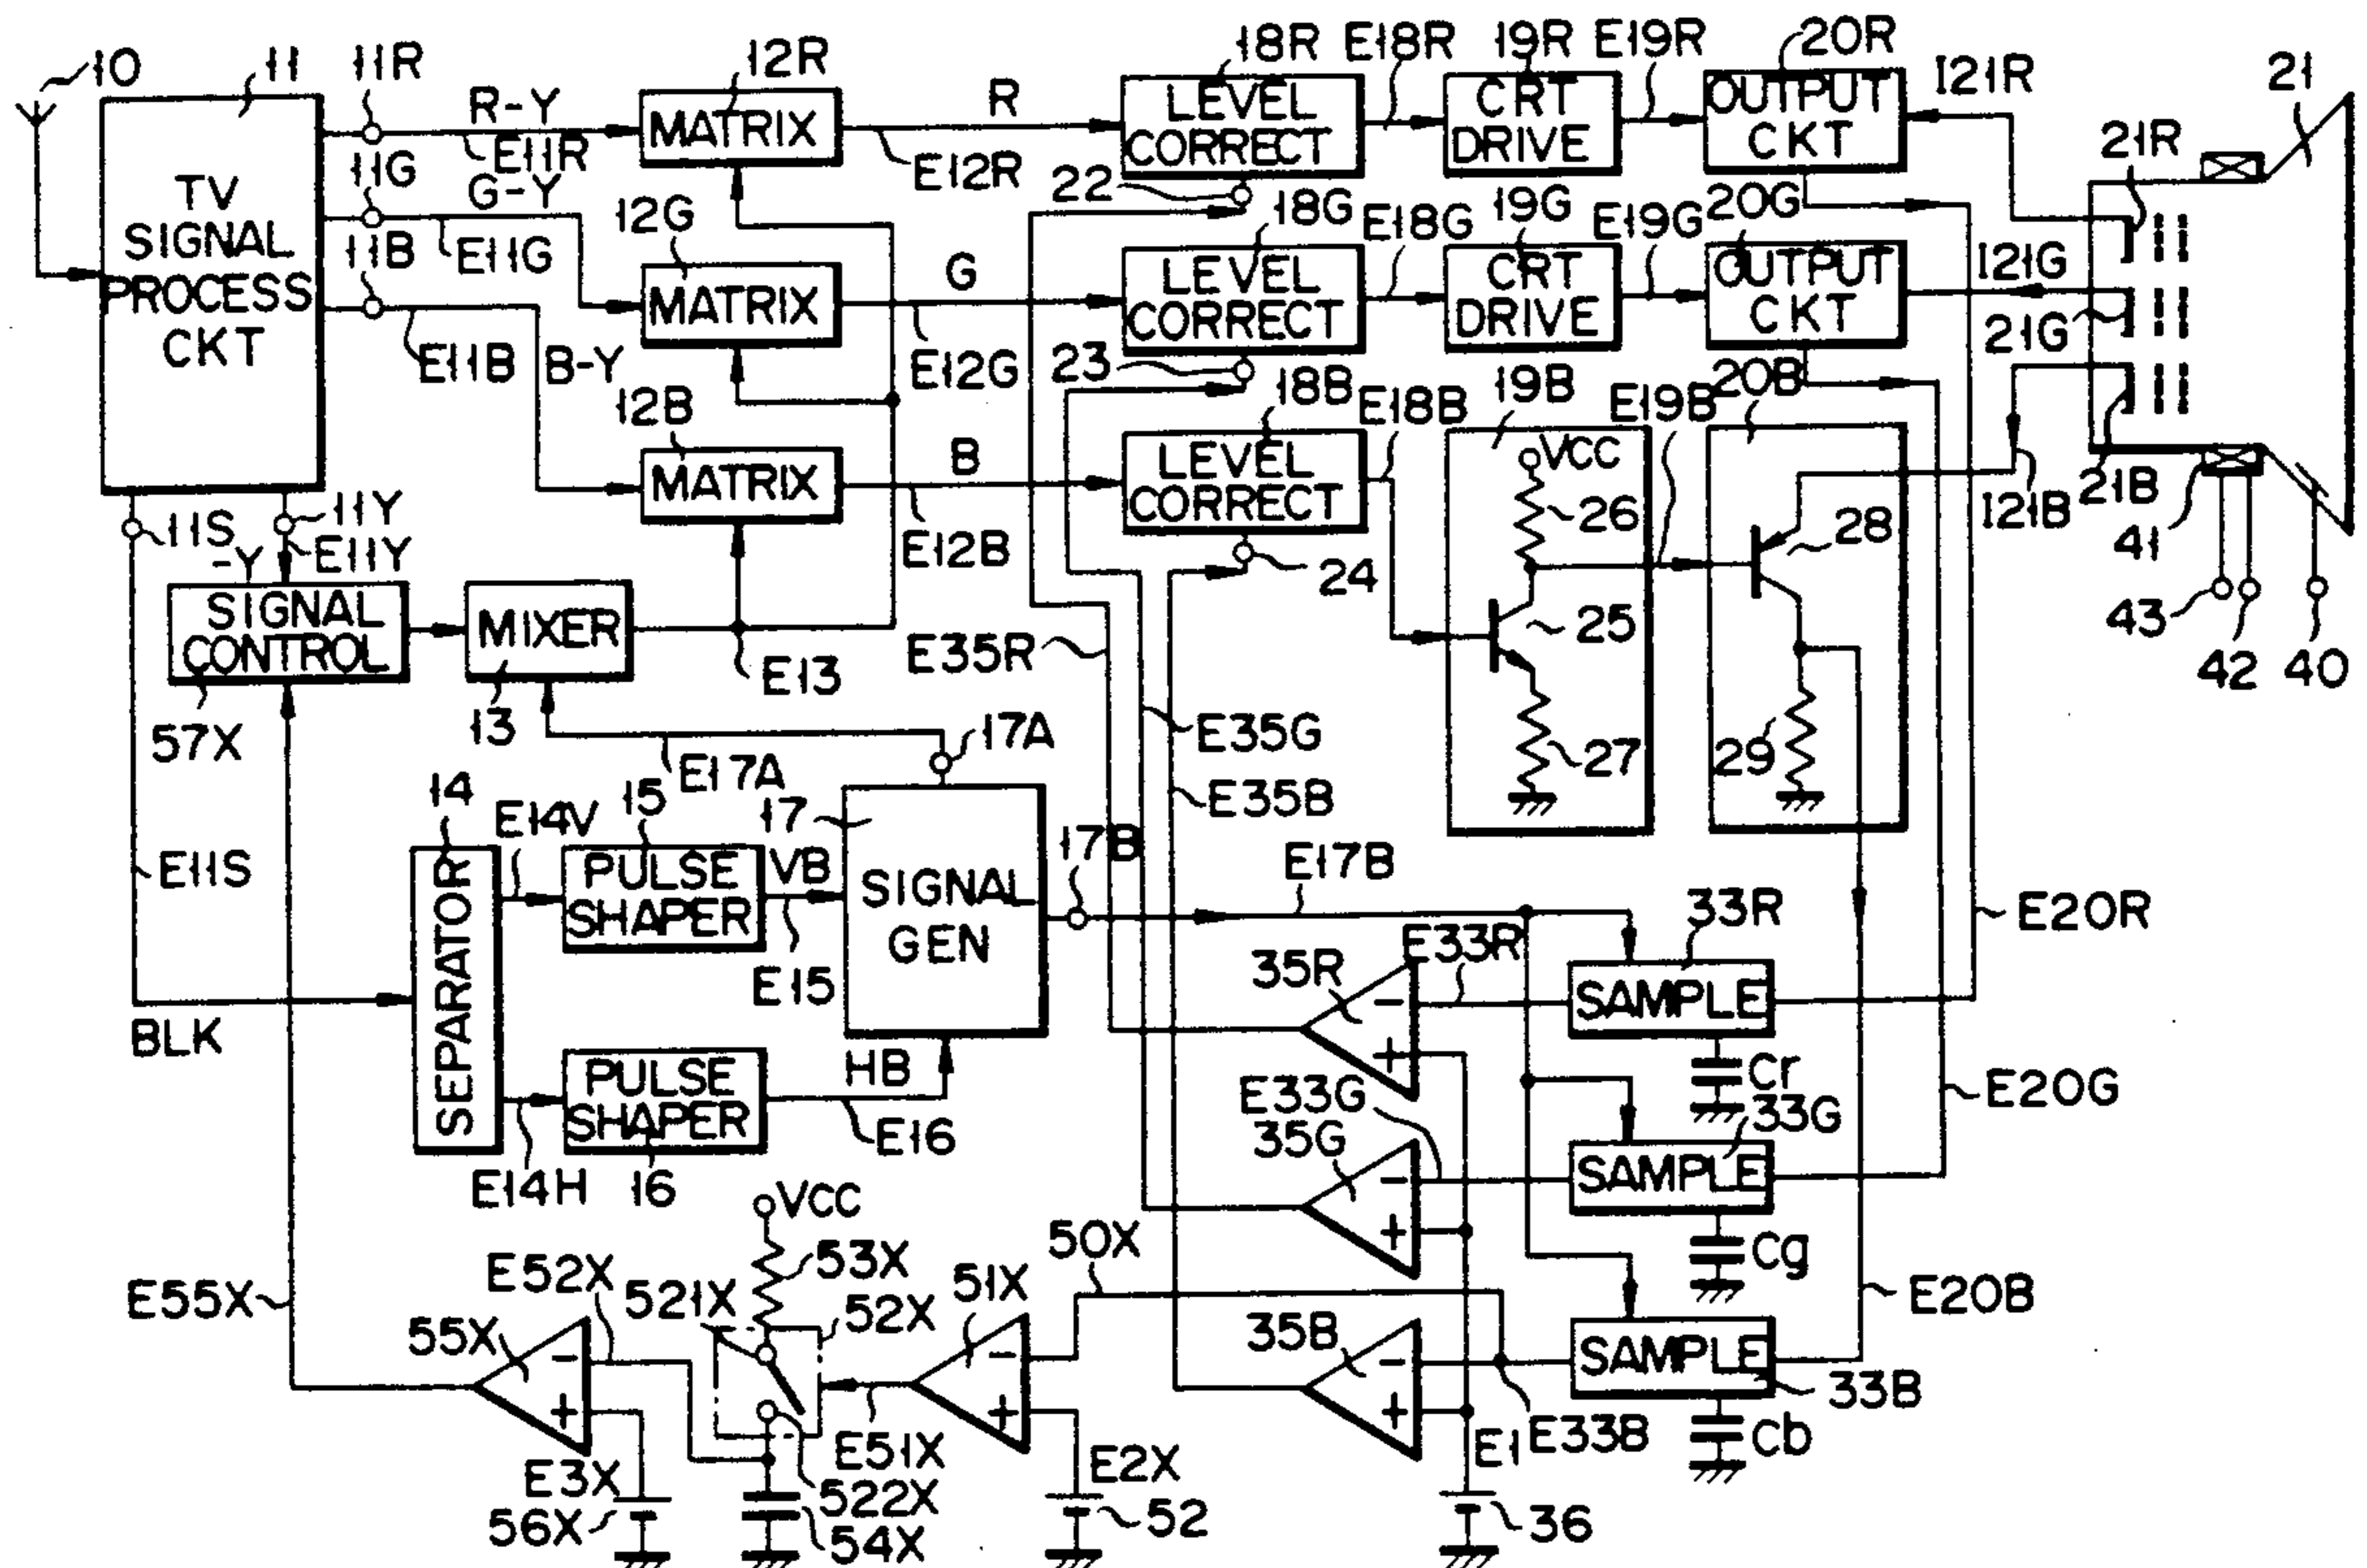 10
11
11R
R-Y
E11R
11G
G-Y
11B
E11G
E11B
B-Y
TV
SIGNAL
PROCESS
CKT
12R
MATRIX
R
E12R
12G
MATRIX
G
E12G
12B
MATRIX
B
E12B
18R
LEVEL
CORRECT
22
E18R
19R
CRT
DRIVE
E19R
20R
OUTPUT
CKT
I21R
21
21R
18G
LEVEL
CORRECT
23
E18G
19G
CRT
DRIVE
E19G
20G
OUTPUT
CKT
I21G
21G
18B
LEVEL
CORRECT
24
E18B
19B
VCC
26
25
27
E19B
20B
28
29
I21B
21B
41
43
42
40
11S
11Y
E11Y
-Y
SIGNAL
CONTROL
57X
MIXER
13
E13
E17A
17A
E35R
E35G
E35B
E11S
BLK
14
SEPARATOR
E14V
15
PULSE
SHAPER
VB
E15
17
SIGNAL
GEN
17B
E17B
E14H
PULSE
SHAPER
16
HB
E16
33R
SAMPLE
E20R
Cr
E33R
35R
-
+
E33G
35G
-
+
33G
SAMPLE
E20G
Cg
50X
35B
-
+
SAMPLE
33B
E20B
Cb
E1
E33B
36
VCC
53X
E55X
E52X
521X
52X
51X
-
+
55X
-
+
E51X
E2X
52
E3X
56X
522X
54X